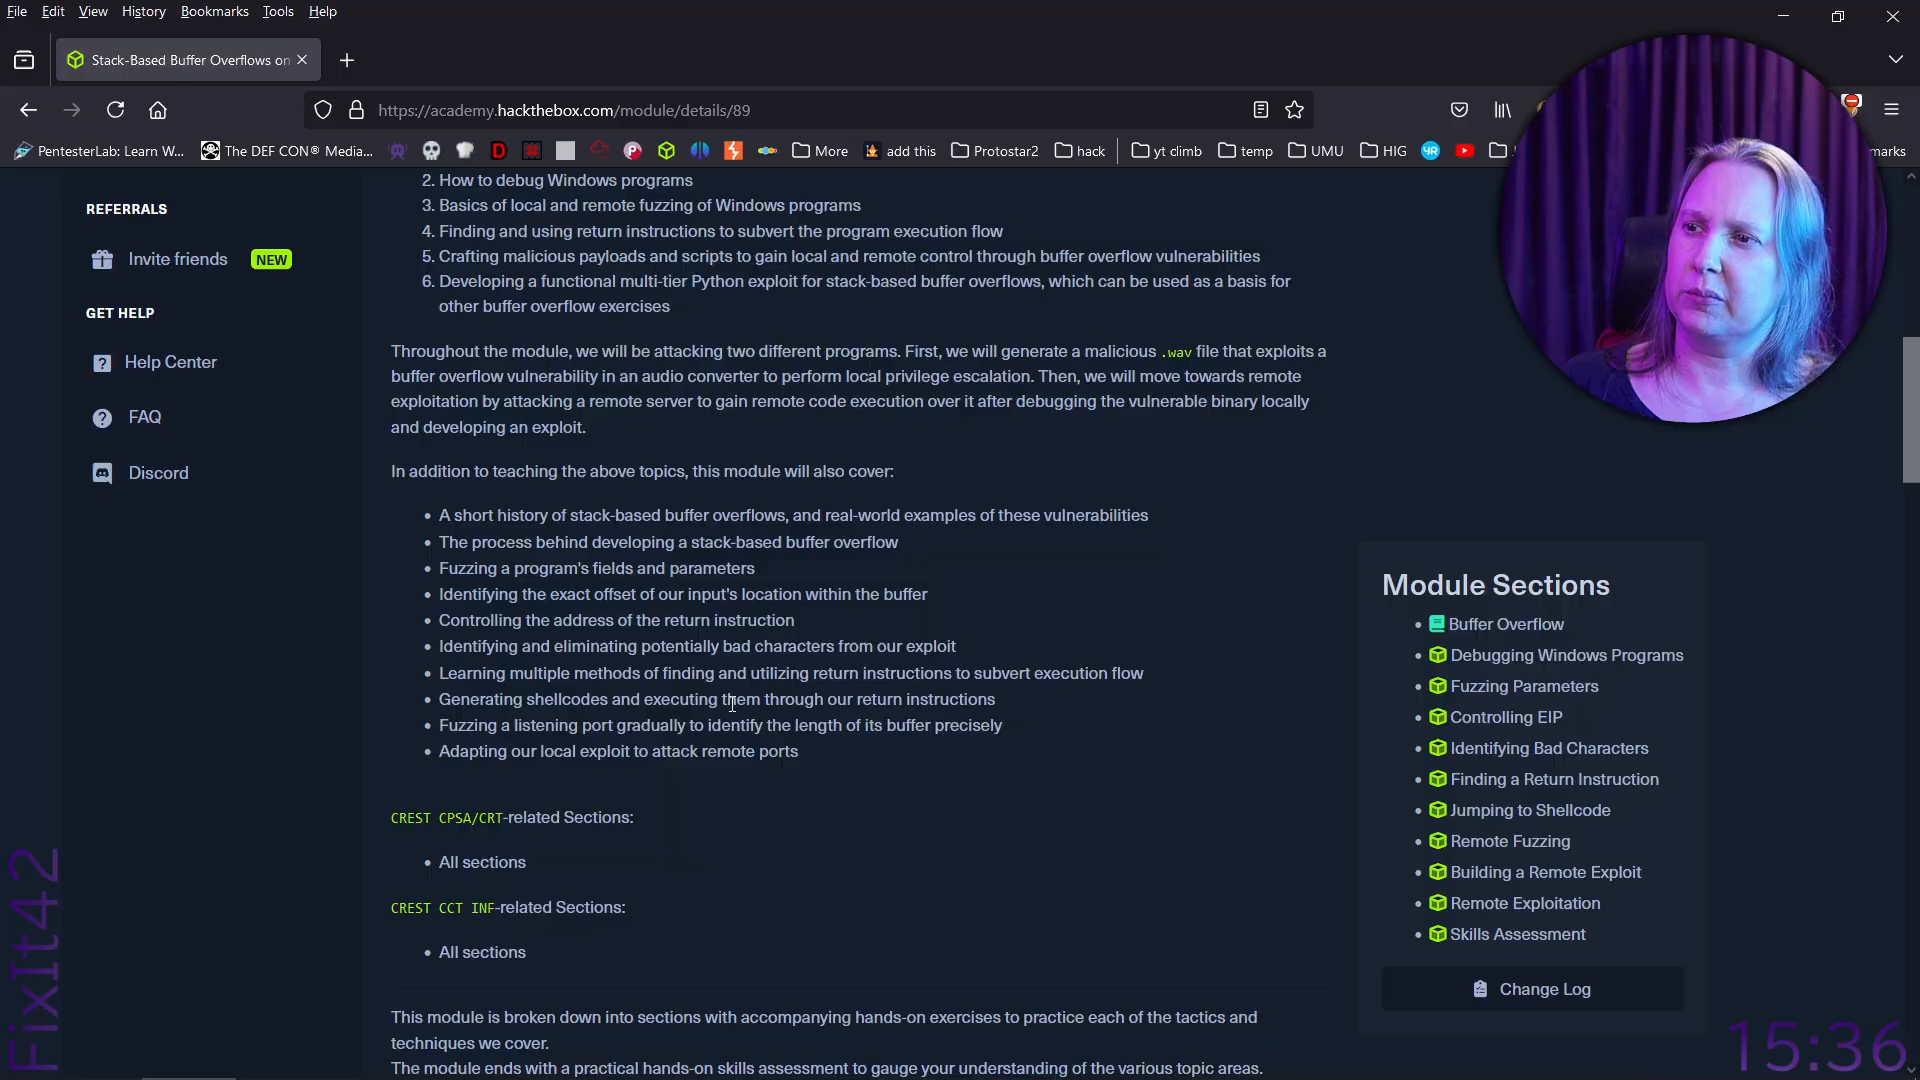 File Edit View History Bookmarks Tools Help
Stack-Based Buffer Overflows on
https://academy.hackthebox.com/module/details/89
PentesterLab: Learn W... The DEF CON® Media... More add this Protostar2 hack yt climb temp UMU HIG
REFERRALS
Invite friends NEW
GET HELP
Help Center
FAQ
Discord
2. How to debug Windows programs
3. Basics of local and remote fuzzing of Windows programs
4. Finding and using return instructions to subvert the program execution flow
5. Crafting malicious payloads and scripts to gain local and remote control through buffer overflow vulnerabilities
6. Developing a functional multi-tier Python exploit for stack-based buffer overflows, which can be used as a basis for
other buffer overflow exercises
Throughout the module, we will be attacking two different programs. First, we will generate a malicious .wav file that exploits a
buffer overflow vulnerability in an audio converter to perform local privilege escalation. Then, we will move towards remote
exploitation by attacking a remote server to gain remote code execution over it after debugging the vulnerable binary locally
and developing an exploit.
In addition to teaching the above topics, this module will also cover:
• A short history of stack-based buffer overflows, and real-world examples of these vulnerabilities
• The process behind developing a stack-based buffer overflow
• Fuzzing a program's fields and parameters
• Identifying the exact offset of our input's location within the buffer
• Controlling the address of the return instruction
• Identifying and eliminating potentially bad characters from our exploit
• Learning multiple methods of finding and utilizing return instructions to subvert execution flow
• Generating shellcodes and executing them through our return instructions
• Fuzzing a listening port gradually to identify the length of its buffer precisely
• Adapting our local exploit to attack remote ports
CREST CPSA/CRT-related Sections:
• All sections
CREST CCT INF-related Sections:
• All sections
This module is broken down into sections with accompanying hands-on exercises to practice each of the tactics and
techniques we cover.
The module ends with a practical hands-on skills assessment to gauge your understanding of the various topic areas.
Module Sections
• Buffer Overflow
• Debugging Windows Programs
• Fuzzing Parameters
• Controlling EIP
• Identifying Bad Characters
• Finding a Return Instruction
• Jumping to Shellcode
• Remote Fuzzing
• Building a Remote Exploit
• Remote Exploitation
• Skills Assessment
Change Log
FixIt42
15:36